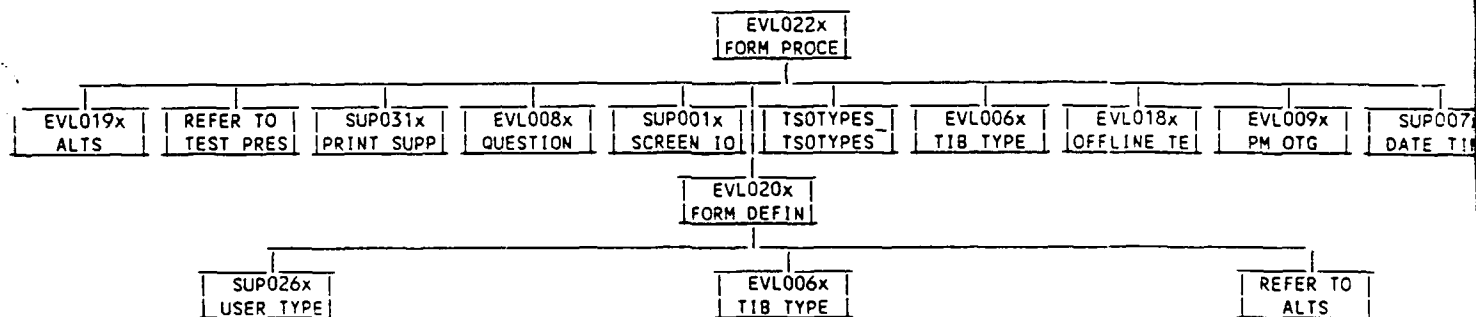 EVL022x
FORM PROCE
EVL019x
ALTS
REFER TO
TEST PRES
SUP031x
PRINT SUPP
EVL008x
QUESTION
SUP001x
SCREEN IO
TSOTYPES
TSOTYPES
EVL006x
TIB TYPE
EVL018x
OFFLINE TE
EVL009x
PM OTG
SUP007
DATE TI
EVL020x
FORM DEFIN
SUP026x
USER TYPE
EVL006x
TIB TYPE
REFER TO
ALTS